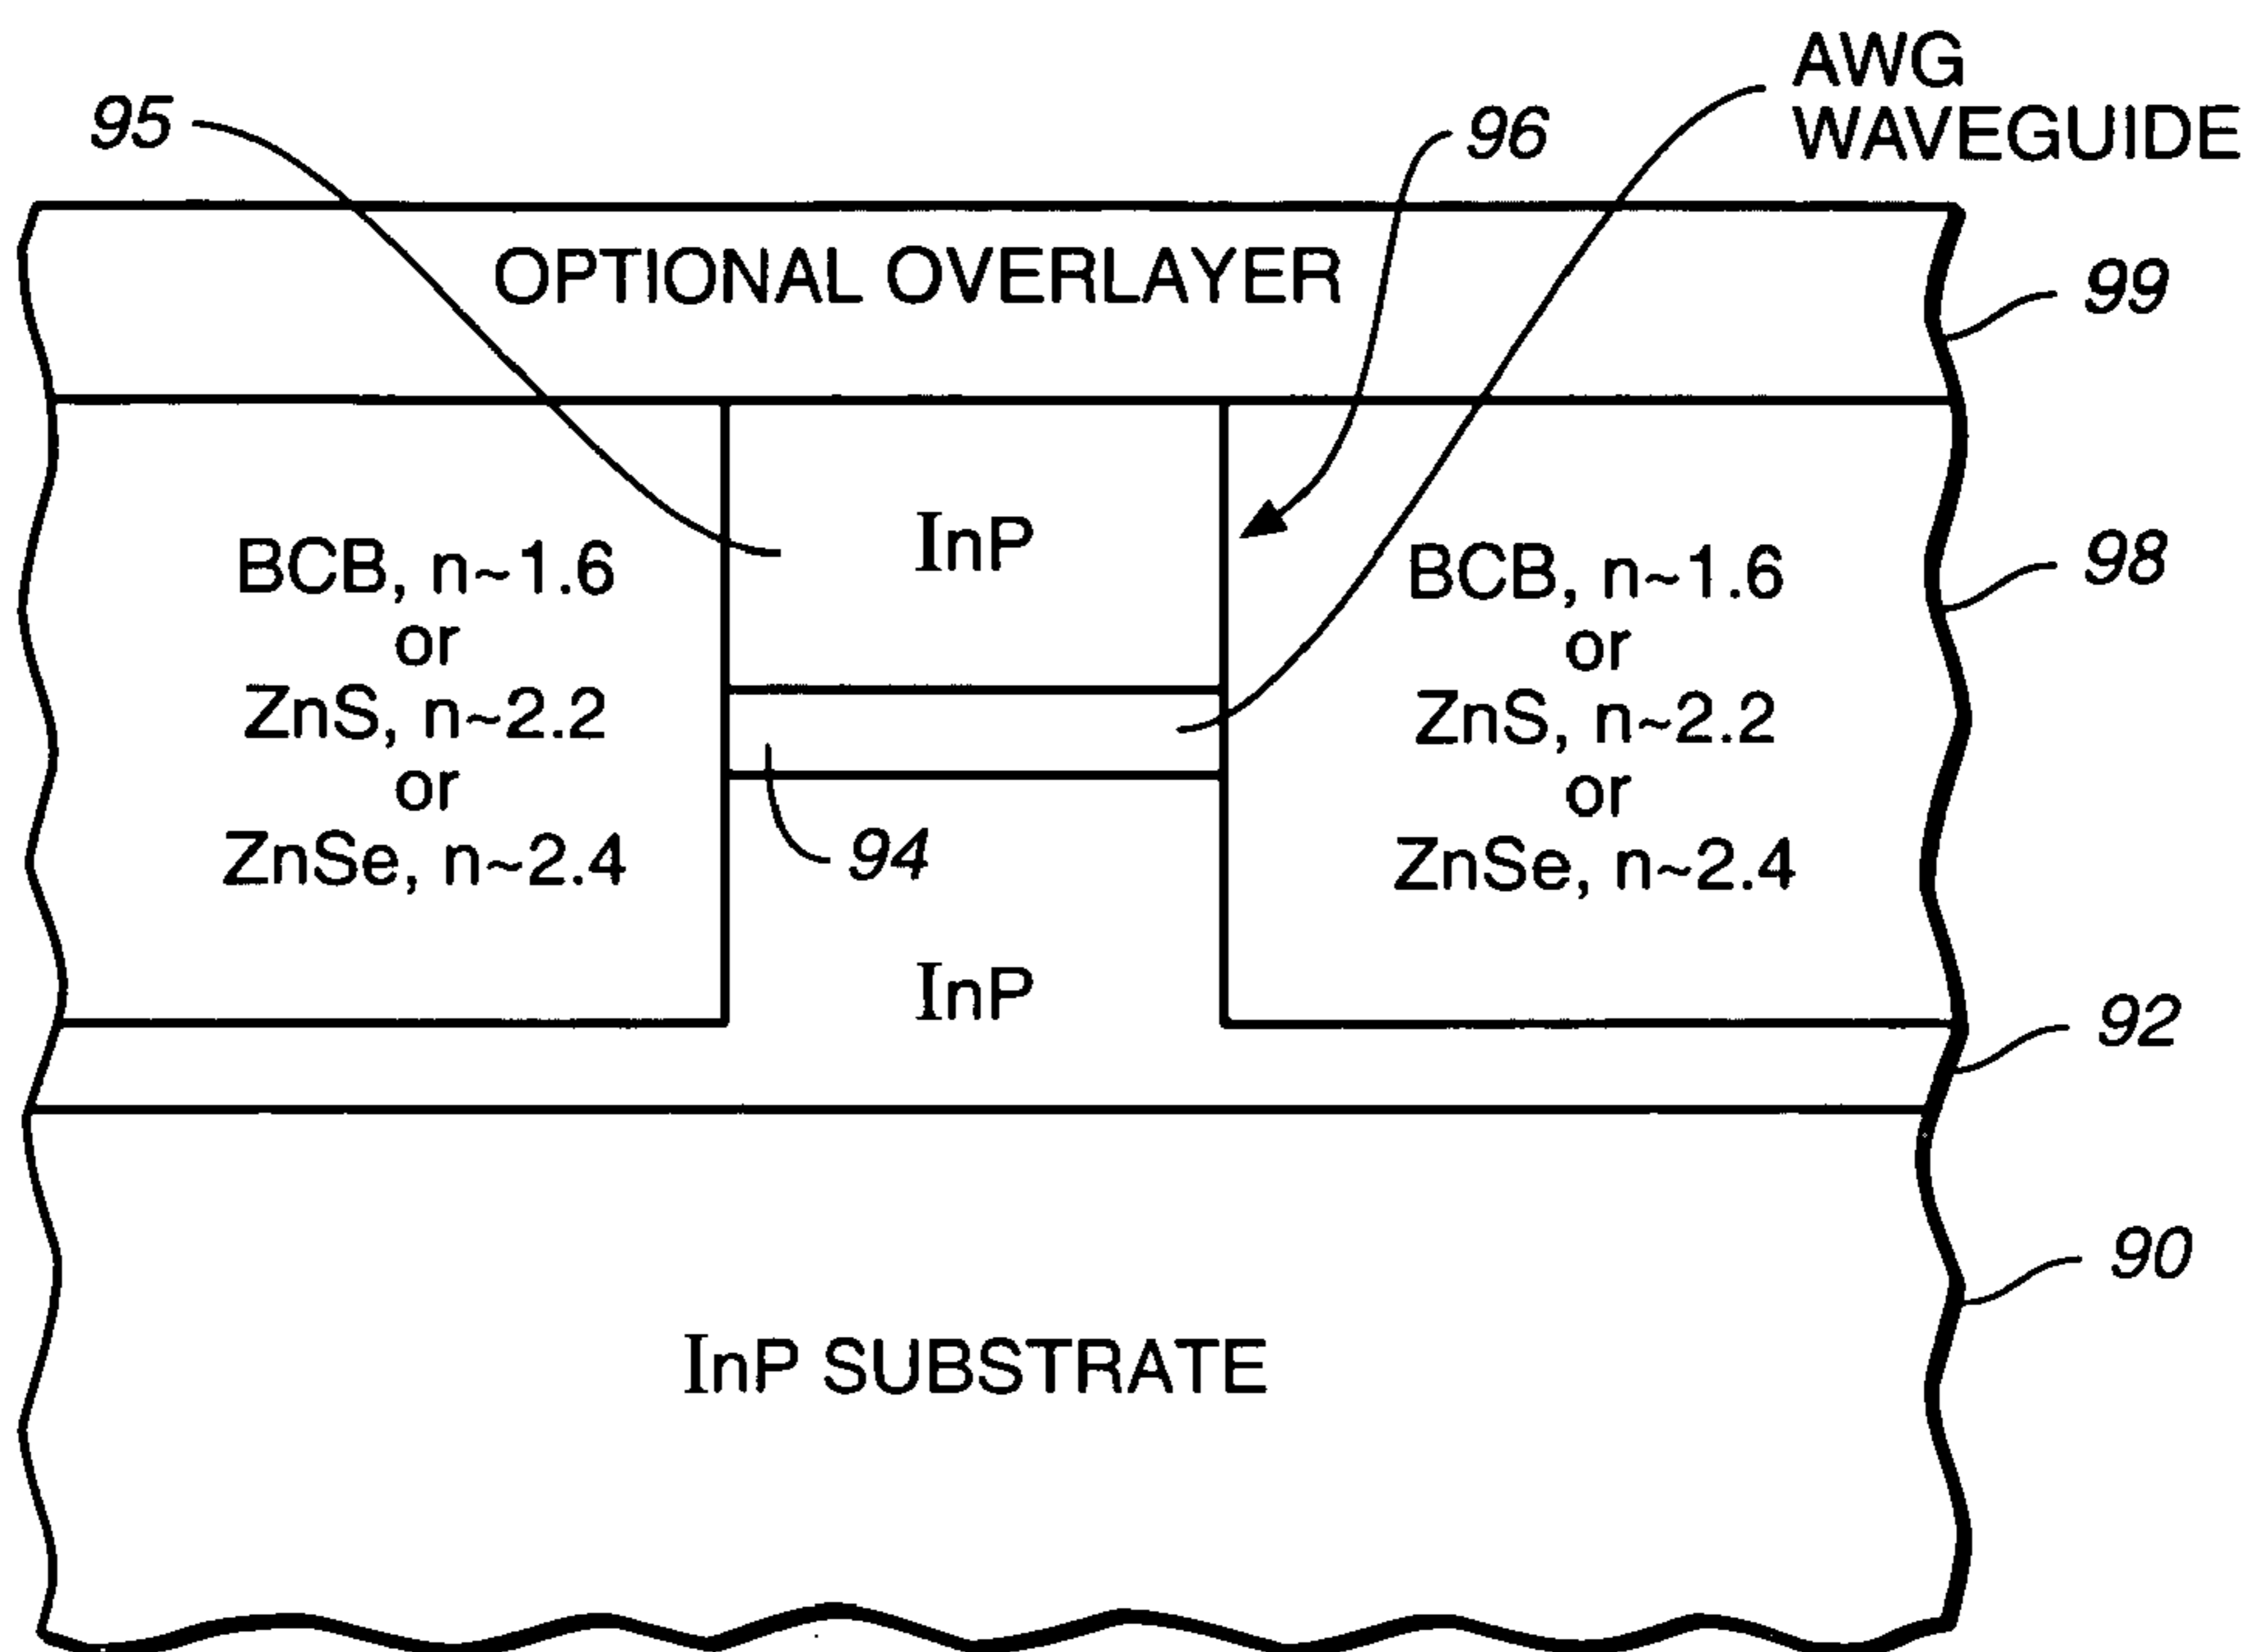 AWG
WAVEGUIDE
95
96
OPTIONAL OVERLAYER
99
InP
BCB, n~1.6
or
ZnS, n~2.2
or
ZnSe, n~2.4
BCB, n~1.6
or
ZnS, n~2.2
or
ZnSe, n~2.4
98
94
InP
92
90
InP SUBSTRATE